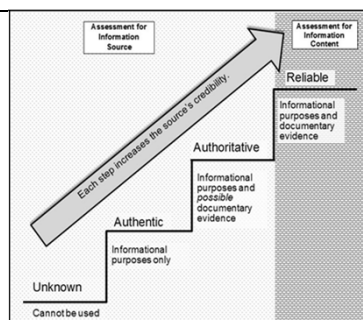 Assessment for
Information
Source
Assessment for
Information
Content
Each step increases the source's credibility.
Reliable
Informational
purposes and
documentary
evidence
Authoritative
Informational
purposes and
possible
documentary
evidence
Authentic
Informational
purposes only
Unknown
Cannot be used